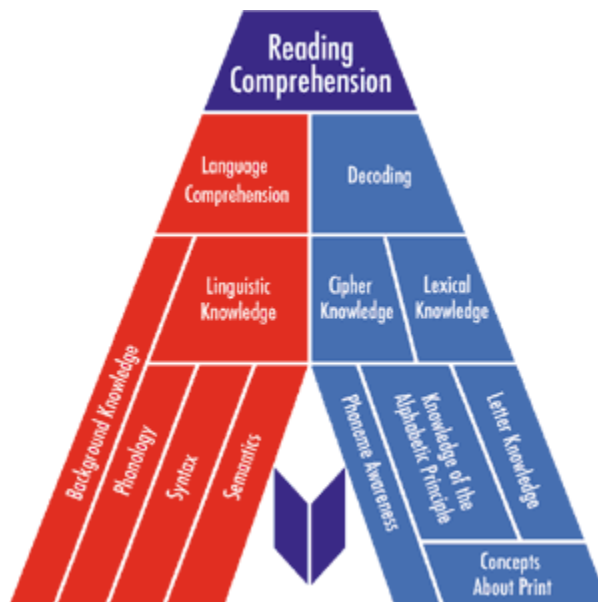 Reading
Comprehension
Language
Comprehension
Decoding
Linguistic
Knowledge
Cipher
Knowledge
Lexical
Knowledge
Background Knowledge
Phonology
Syntax
Semantics
Phoneme Awareness
Knowledge of the
Alphabetic Principle
Letter Knowledge
Concepts
About Print